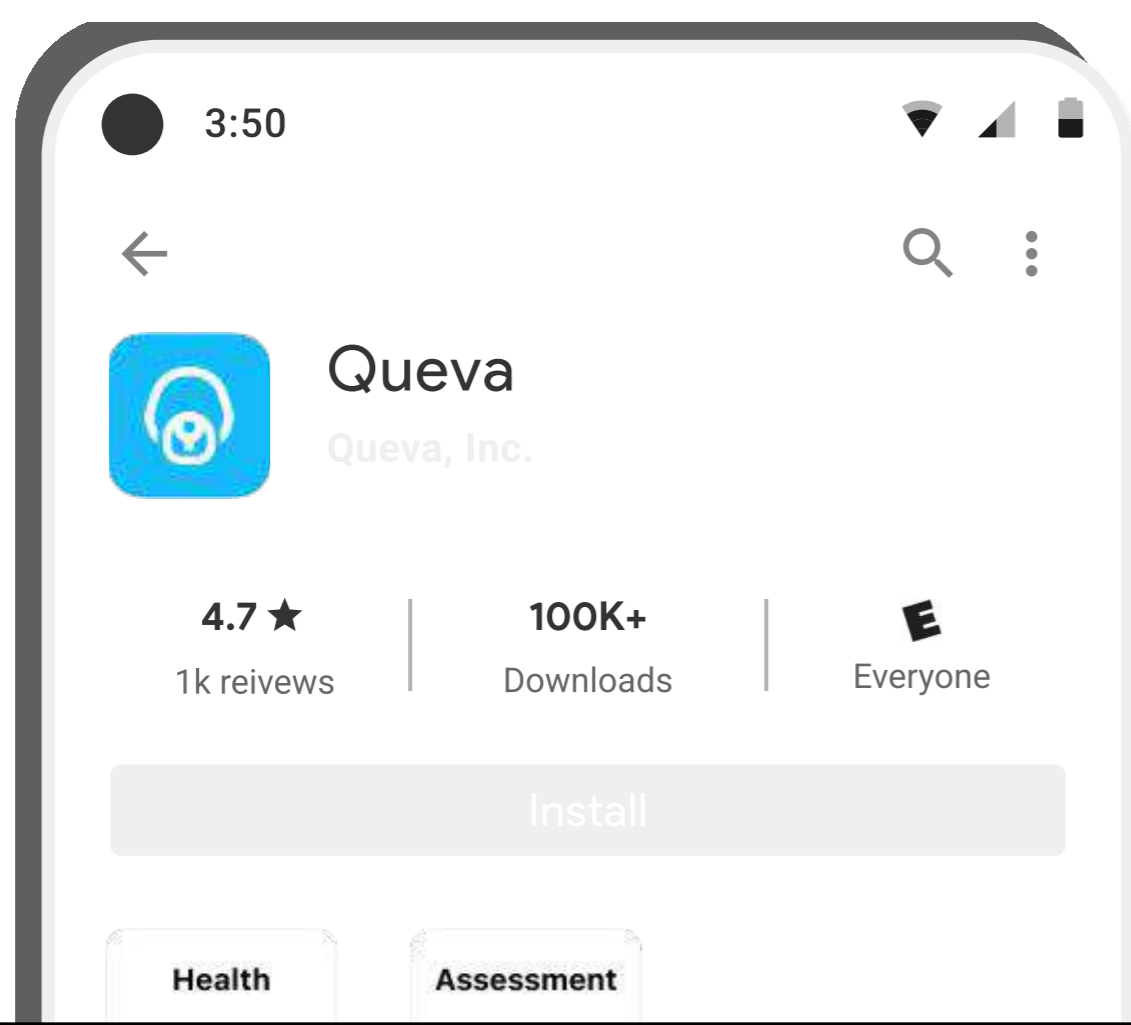 3:50
Queva
Queva, Inc.
4.7 ★ 100K+ E
1k reivews Downloads Everyone
Install
Health Assessment